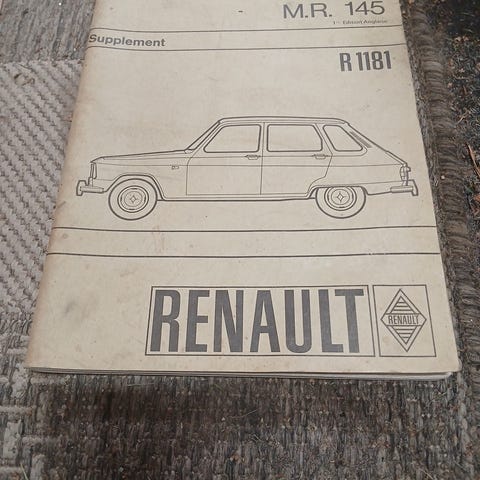 M.R. 145
1re Edition Anglaise
Supplement
R 1181
RENAULT
RENAULT